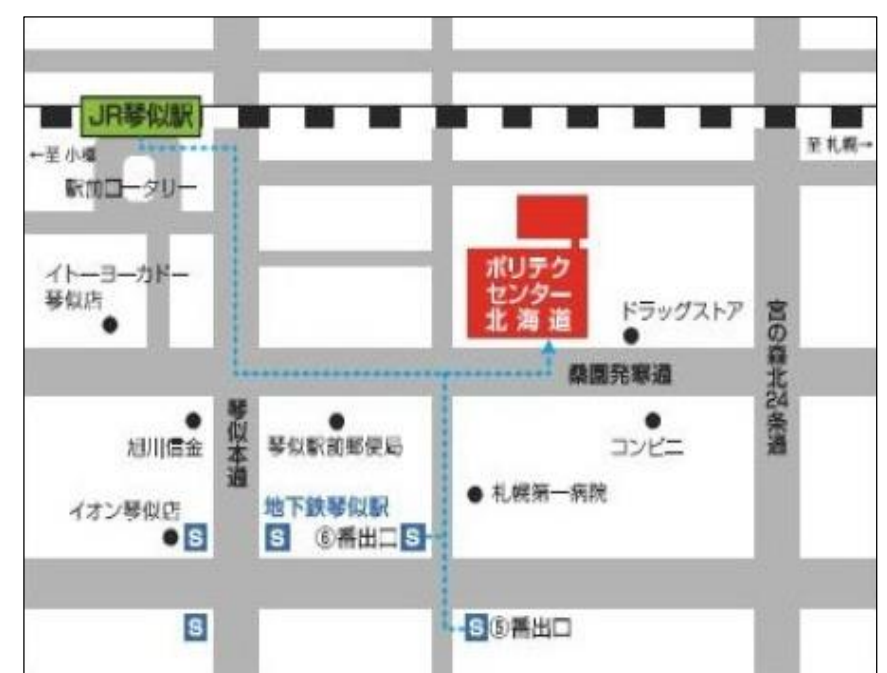 JR琴似駅
←至 小樽
至 札幌→
駅前ロータリー
イトーヨーカドー
琴似店
ポリテク
センター
北海道
ドラッグストア
宮の森北24条通
桑園発寒通
琴似本通
旭川信金
琴似駅前郵便局
コンビニ
イオン琴似店
地下鉄琴似駅
札幌第一病院
S
S
⑥番出口 S
S
S ⑤番出口